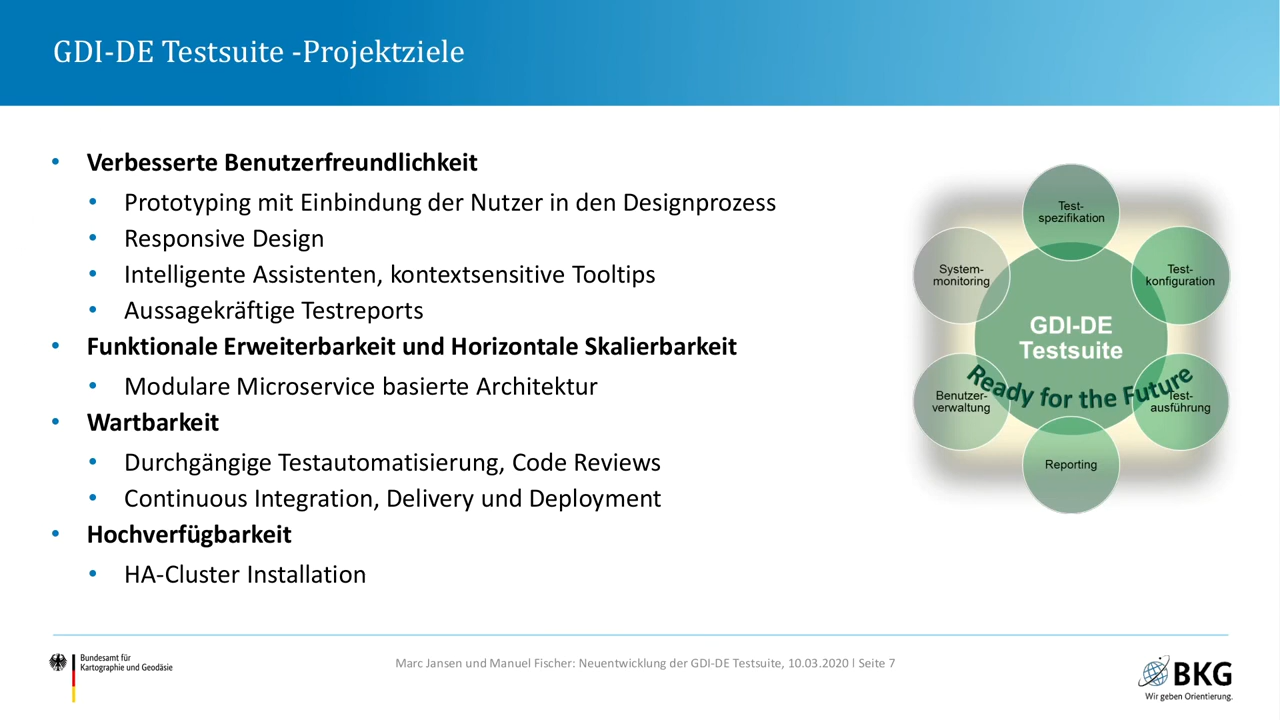 GDI-DE Testsuite -Projektziele
• Verbesserte Benutzerfreundlichkeit
• Prototyping mit Einbindung der Nutzer in den Designprozess
• Responsive Design
• Intelligente Assistenten, kontextsensitive Tooltips
• Aussagekräftige Testreports
• Funktionale Erweiterbarkeit und Horizontale Skalierbarkeit
• Modulare Microservice basierte Architektur
• Wartbarkeit
• Durchgängige Testautomatisierung, Code Reviews
• Continuous Integration, Delivery und Deployment
• Hochverfügbarkeit
• HA-Cluster Installation
Test-
spezifikation
System-
monitoring
Test-
konfiguration
GDI-DE
Testsuite
Ready for the Future
Benutzer-
verwaltung
Test-
ausführung
Reporting
Bundesamt für
Kartographie und Geodäsie
Marc Jansen und Manuel Fischer: Neuentwicklung der GDI-DE Testsuite, 10.03.2020 I Seite 7
BKG
Wir geben Orientierung.